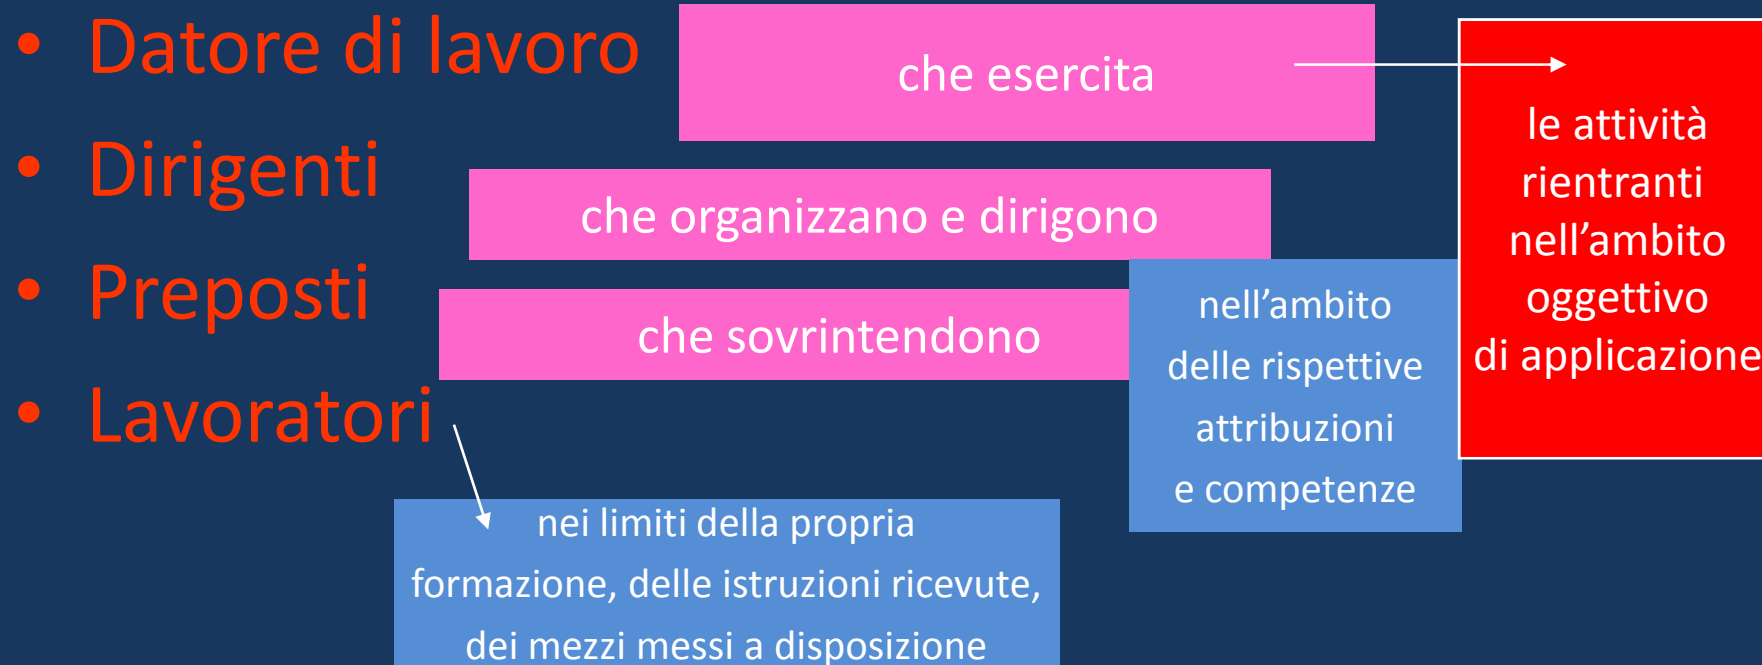 • Datore di lavoro
che esercita
• Dirigenti
che organizzano e dirigono
• Preposti
che sovrintendono
• Lavoratori
nell’ambito
delle rispettive
attribuzioni
e competenze
le attività
rientranti
nell’ambito
oggettivo
di applicazione
nei limiti della propria
formazione, delle istruzioni ricevute,
dei mezzi messi a disposizione